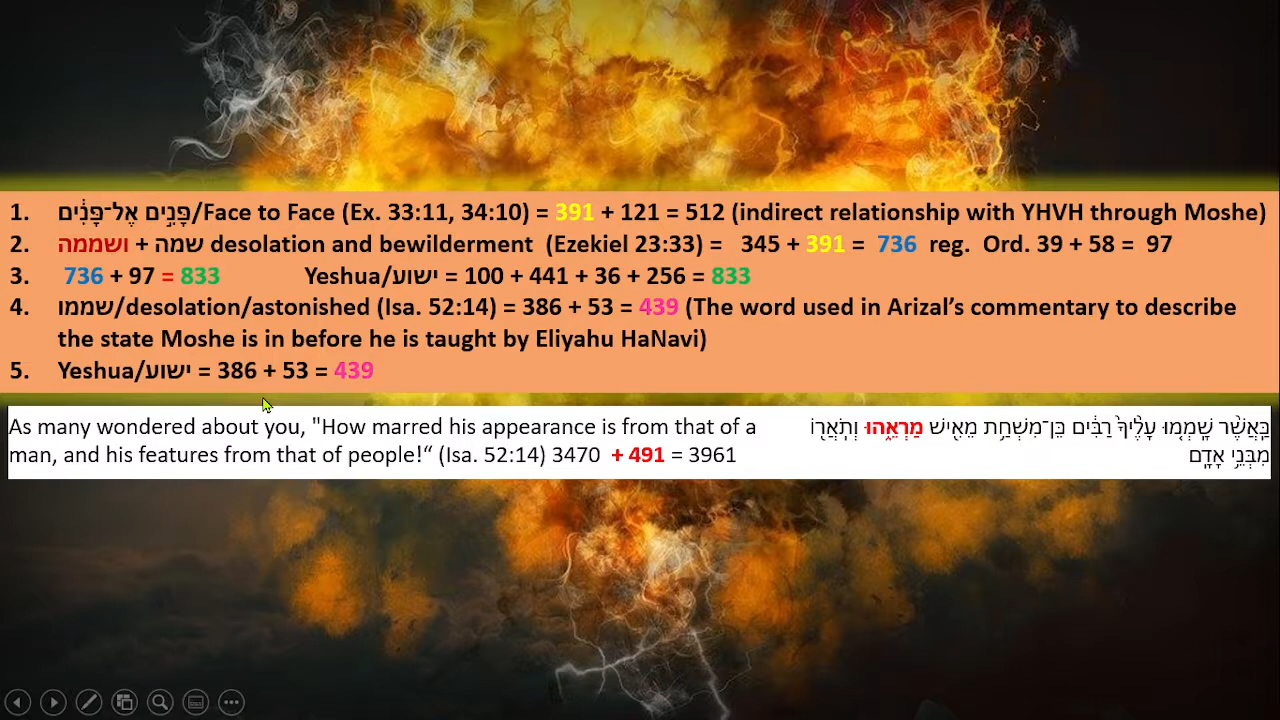 1. פָּנִ֣ים אֶל־פָּנִ֔ים/Face to Face (Ex. 33:11, 34:10) = 391 + 121 = 512 (indirect relationship with YHVH through Moshe)
2. שמה + ושממה desolation and bewilderment (Ezekiel 23:33) = 345 + 391 = 736 reg. Ord. 39 + 58 = 97
3. 736 + 97 = 833 Yeshua/ישוע = 100 + 441 + 36 + 256 = 833
4. שממו/desolation/astonished (Isa. 52:14) = 386 + 53 = 439 (The word used in Arizal’s commentary to describe
the state Moshe is in before he is taught by Eliyahu HaNavi)
5. Yeshua/ישוע = 386 + 53 = 439
As many wondered about you, "How marred his appearance is from that of a
man, and his features from that of people!“ (Isa. 52:14) 3470 + 491 = 3961
כַּאֲשֶׁ֨ר שָׁמְמ֤וּ עָלֶ֙יךָ֙ רַבִּ֔ים כֵּן־מִשְׁחַ֥ת מֵאִ֖ישׁ מַרְאֵ֑הוּ וְתֹאֲר֖וֹ
מִבְּנֵ֥י אָדָֽם